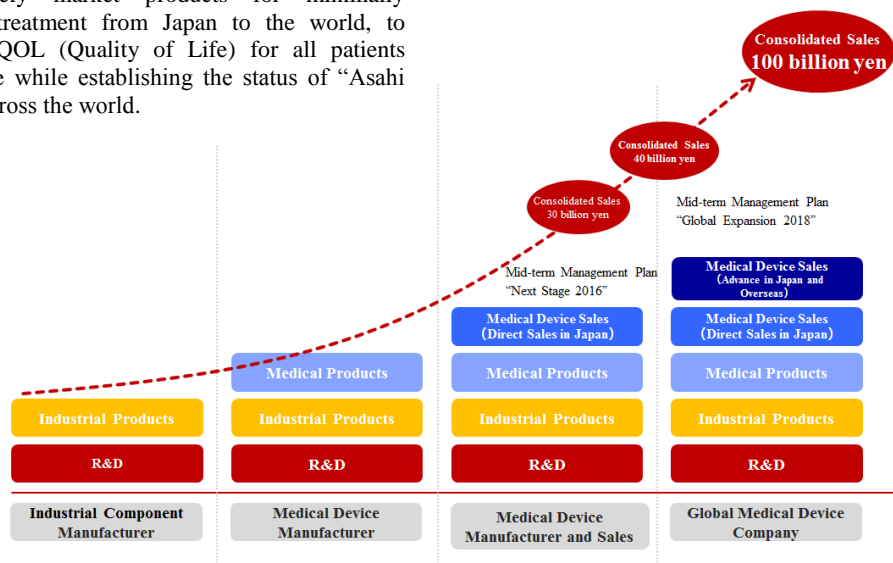 ely market products for minimally
treatment from Japan to the world, to
QOL (Quality of Life) for all patients
e while establishing the status of “Asahi
ross the world.
Consolidated Sales
100 billion yen
Consolidated Sales
40 billion yen
Consolidated Sales
30 billion yen
Mid-term Management Plan
“Global Expansion 2018”
Mid-term Management Plan
“Next Stage 2016”
Medical Device Sales
(Advance in Japan and
Overseas)
Medical Device Sales
(Direct Sales in Japan)
Medical Device Sales
(Direct Sales in Japan)
Medical Products
Medical Products
Medical Products
Industrial Products
Industrial Products
Industrial Products
Industrial Products
R&D
R&D
R&D
R&D
Industrial Component
Manufacturer
Medical Device
Manufacturer
Medical Device
Manufacturer and Sales
Global Medical Device
Company